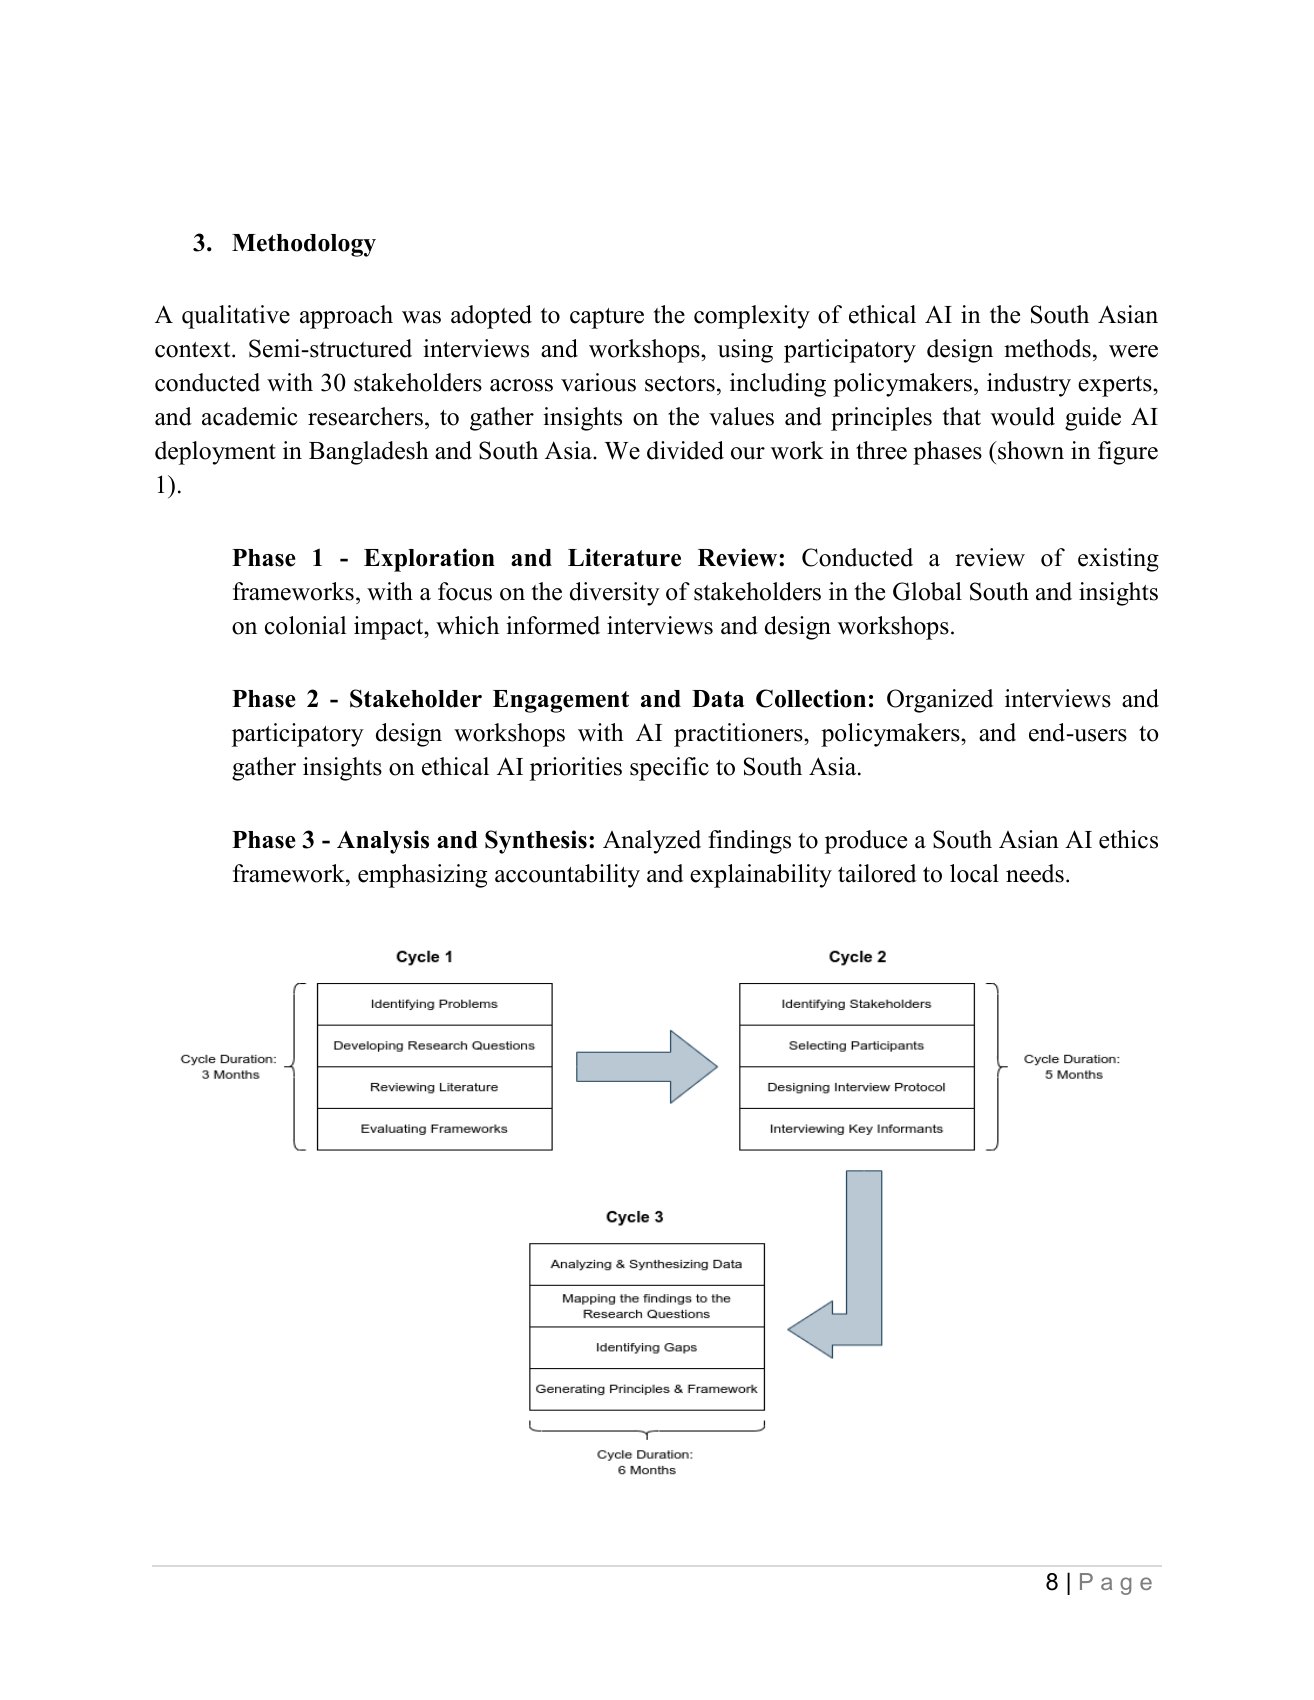 3. Methodology
A qualitative approach was adopted to capture the complexity of ethical AI in the South Asian
context. Semi-structured interviews and workshops, using participatory design methods, were
conducted with 30 stakeholders across various sectors, including policymakers, industry experts,
and academic researchers, to gather insights on the values and principles that would guide AI
deployment in Bangladesh and South Asia. We divided our work in three phases (shown in figure
1).
Phase 1 - Exploration and Literature Review: Conducted a review of existing
frameworks, with a focus on the diversity of stakeholders in the Global South and insights
on colonial impact, which informed interviews and design workshops.
Phase 2 - Stakeholder Engagement and Data Collection: Organized interviews and
participatory design workshops with AI practitioners, policymakers, and end-users to
gather insights on ethical AI priorities specific to South Asia.
Phase 3 - Analysis and Synthesis: Analyzed findings to produce a South Asian AI ethics
framework, emphasizing accountability and explainability tailored to local needs.
Cycle 1
Identifying Problems
Developing Research Questions
Reviewing Literature
Evaluating Frameworks
Cycle Duration:
3 Months
Cycle 2
Identifying Stakeholders
Selecting Participants
Designing Interview Protocol
Interviewing Key Informants
Cycle Duration:
5 Months
Cycle 3
Analyzing & Synthesizing Data
Mapping the findings to the
Research Questions
Identifying Gaps
Generating Principles & Framework
Cycle Duration:
6 Months
8 | Page